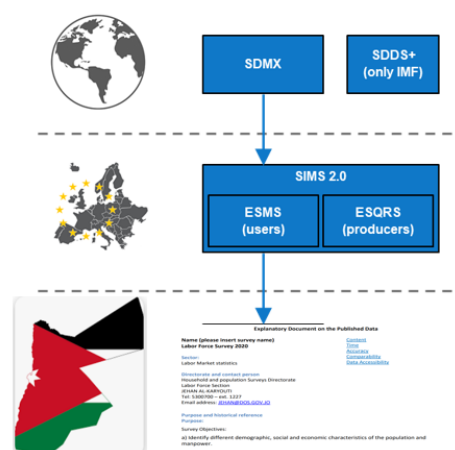 SDMX
SDDS+
(only IMF)
SIMS 2.0
ESMS
(users)
ESQRS
(producers)
Explanatory Document on the Published Data
Name (please insert survey name)
Labor Force Survey 2020
Content
Time
Accuracy
Comparability
Data Accessibility
Sector:
Labor Market statistics
Directorate and contact person
Household and population Surveys Directorate
Labor Force Section
JEHAN AL-KARYOUTI
Tel: 5300700 – ext. 1327
Email address: JEHAN@DOS.GOV.JO
Purpose and historical reference
Purpose:
Survey Objectives:
a) Identify different demographic, social and economic characteristics of the population and
manpower.